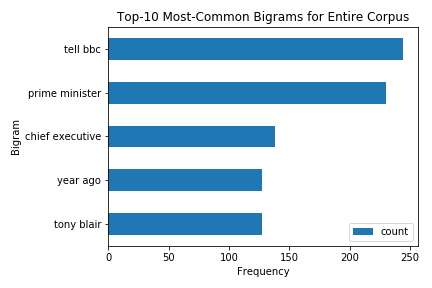 Top-10 Most-Common Bigrams for Entire Corpus
tell bbc
prime minister
chief executive
year ago
tony blair
Bigram
count
0 50 100 150 200 250
Frequency